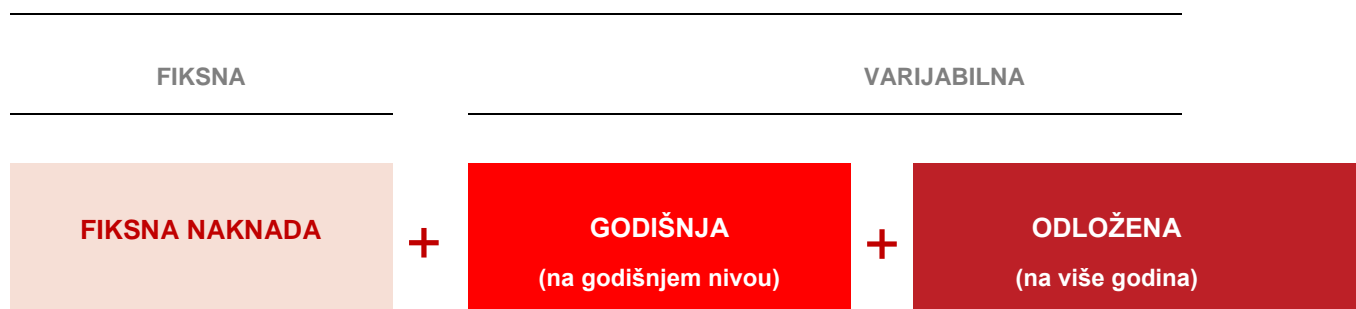 FIKSNA
VARIJABILNA
FIKSNA NAKNADA
+
GODIŠNJA
(na godišnjem nivou)
+
ODLOŽENA
(na više godina)